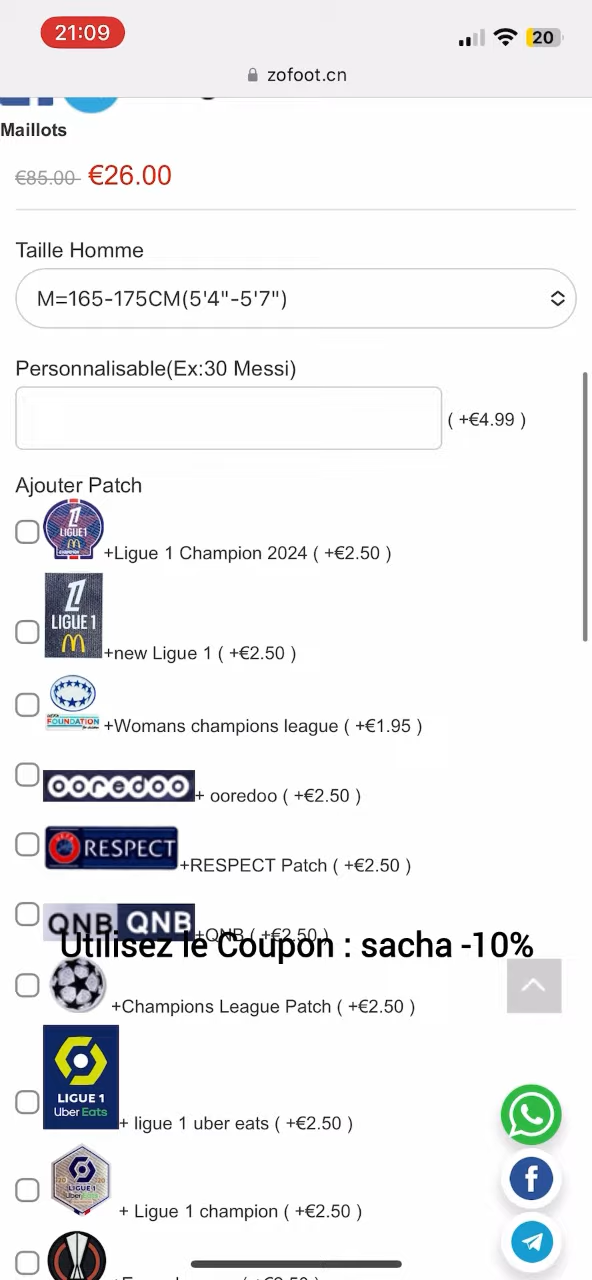 21:09
20
zofoot.cn
Maillots
€85.00 €26.00
Taille Homme
M=165-175CM(5'4"-5'7")
Personnalisable(Ex:30 Messi)
( +€4.99 )
Ajouter Patch
LIGUE1
+Ligue 1 Champion 2024 ( +€2.50 )
LIGUE 1
+new Ligue 1 ( +€2.50 )
FOUNDATION
+Womans champions league ( +€1.95 )
ooredoo
+ ooredoo ( +€2.50 )
RESPECT
+RESPECT Patch ( +€2.50 )
QNB QNB
+QNB ( +€2.50 )
Utilisez le Coupon : sacha -10%
+Champions League Patch ( +€2.50 )
LIGUE 1
Uber Eats
+ ligue 1 uber eats ( +€2.50 )
LIGUE 1
+ Ligue 1 champion ( +€2.50 )